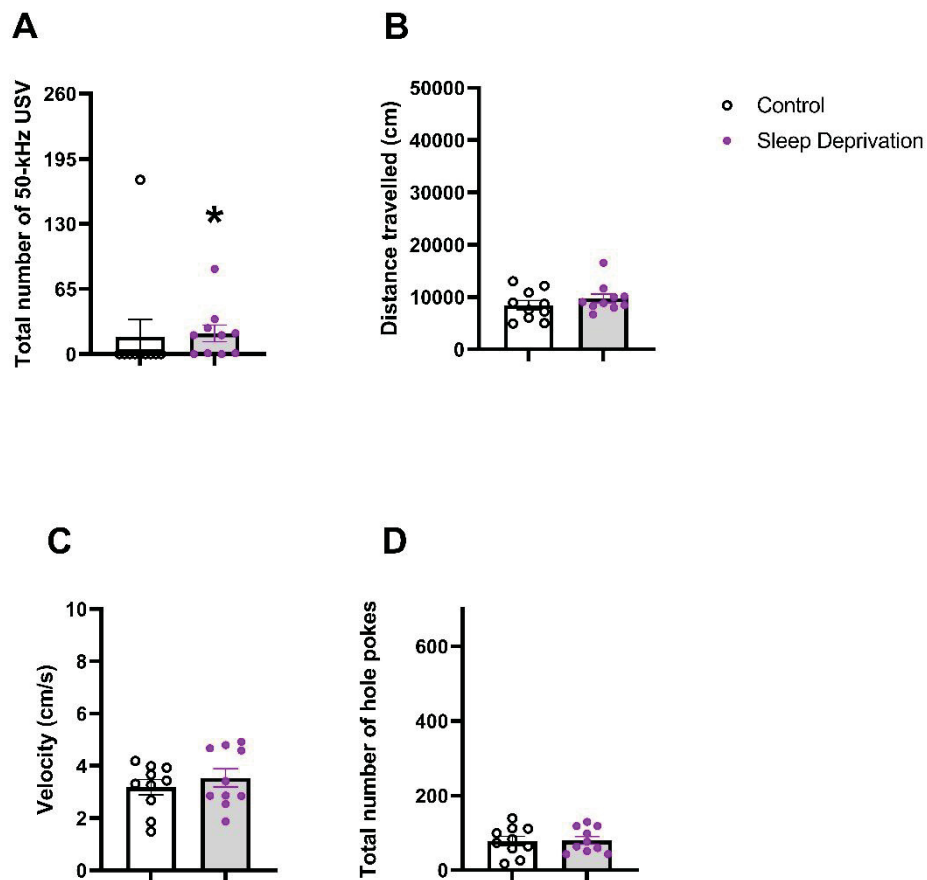 A
B
Total number of 50-kHz USV
260
195
130
65
0
*
Distance travelled (cm)
50000
40000
30000
20000
10000
0
Control
Sleep Deprivation
C
D
Velocity (cm/s)
10
8
6
4
2
0
Total number of hole pokes
600
400
200
0